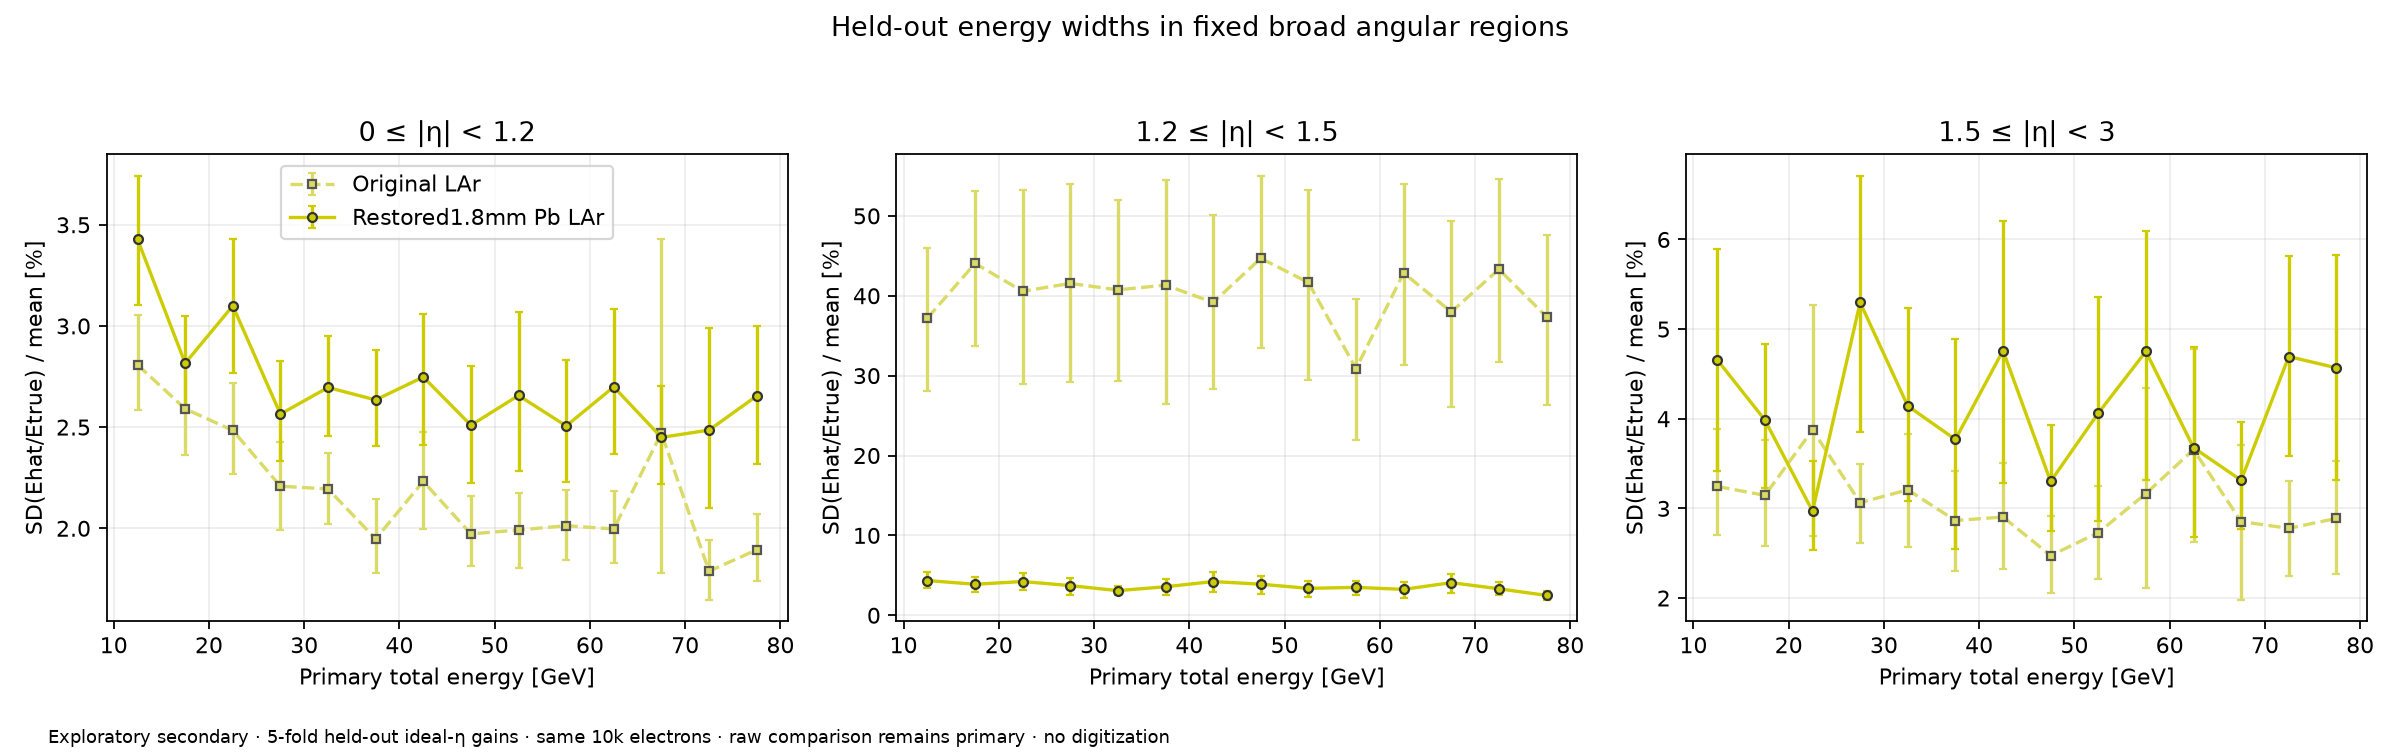 Held-out energy widths in fixed broad angular regions
0 ≤ |η| < 1.2
SD(Ehat/Etrue) / mean [%]
3.5
3.0
2.5
2.0
Original LAr
Restored1.8mm Pb LAr
10 20 30 40 50 60 70 80
Primary total energy [GeV]
1.2 ≤ |η| < 1.5
SD(Ehat/Etrue) / mean [%]
50
40
30
20
10
0
10 20 30 40 50 60 70 80
Primary total energy [GeV]
1.5 ≤ |η| < 3
SD(Ehat/Etrue) / mean [%]
6
5
4
3
2
10 20 30 40 50 60 70 80
Primary total energy [GeV]
Exploratory secondary · 5-fold held-out ideal-η gains · same 10k electrons · raw comparison remains primary · no digitization